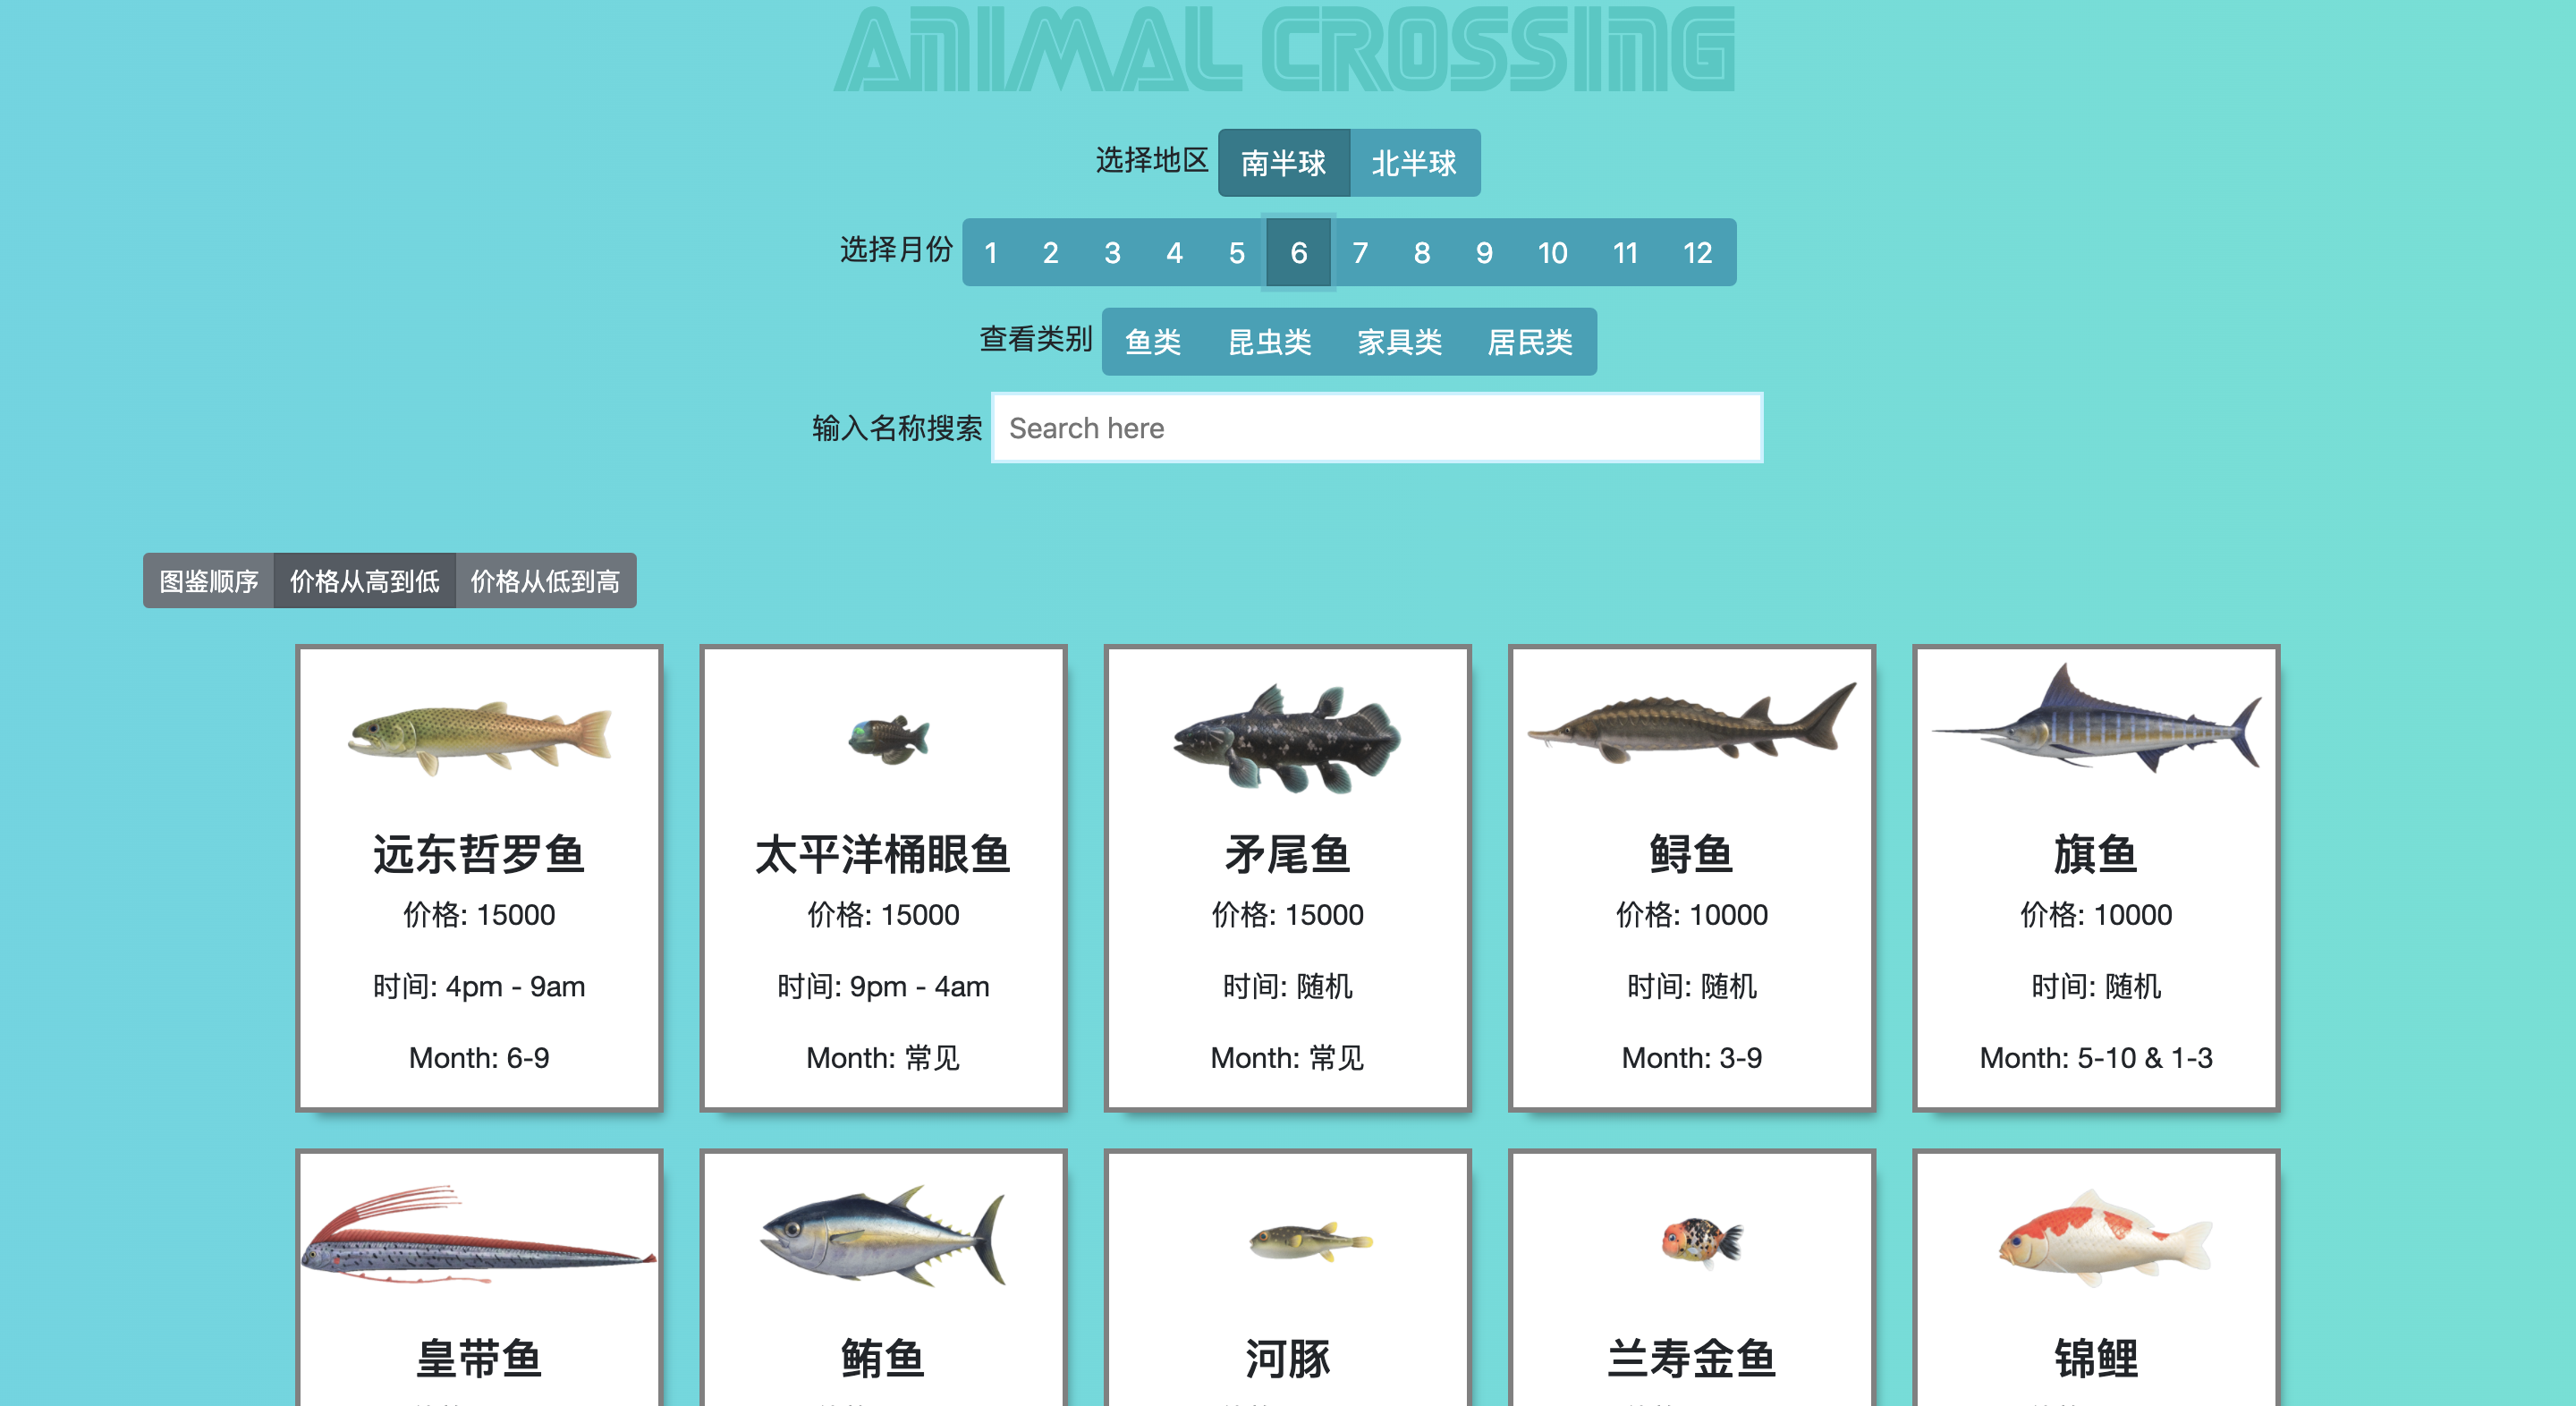 ANIMAL CROSSING
选择地区 南半球 北半球
选择月份 1 2 3 4 5 6 7 8 9 10 11 12
查看类别 鱼类 昆虫类 家具类 居民类
输入名称搜索 Search here
图鉴顺序 价格从高到低 价格从低到高
远东哲罗鱼
价格: 15000
时间: 4pm - 9am
Month: 6-9
太平洋桶眼鱼
价格: 15000
时间: 9pm - 4am
Month: 常见
矛尾鱼
价格: 15000
时间: 随机
Month: 常见
鲟鱼
价格: 10000
时间: 随机
Month: 3-9
旗鱼
价格: 10000
时间: 随机
Month: 5-10 & 1-3
皇带鱼
鲔鱼
河豚
兰寿金鱼
锦鲤